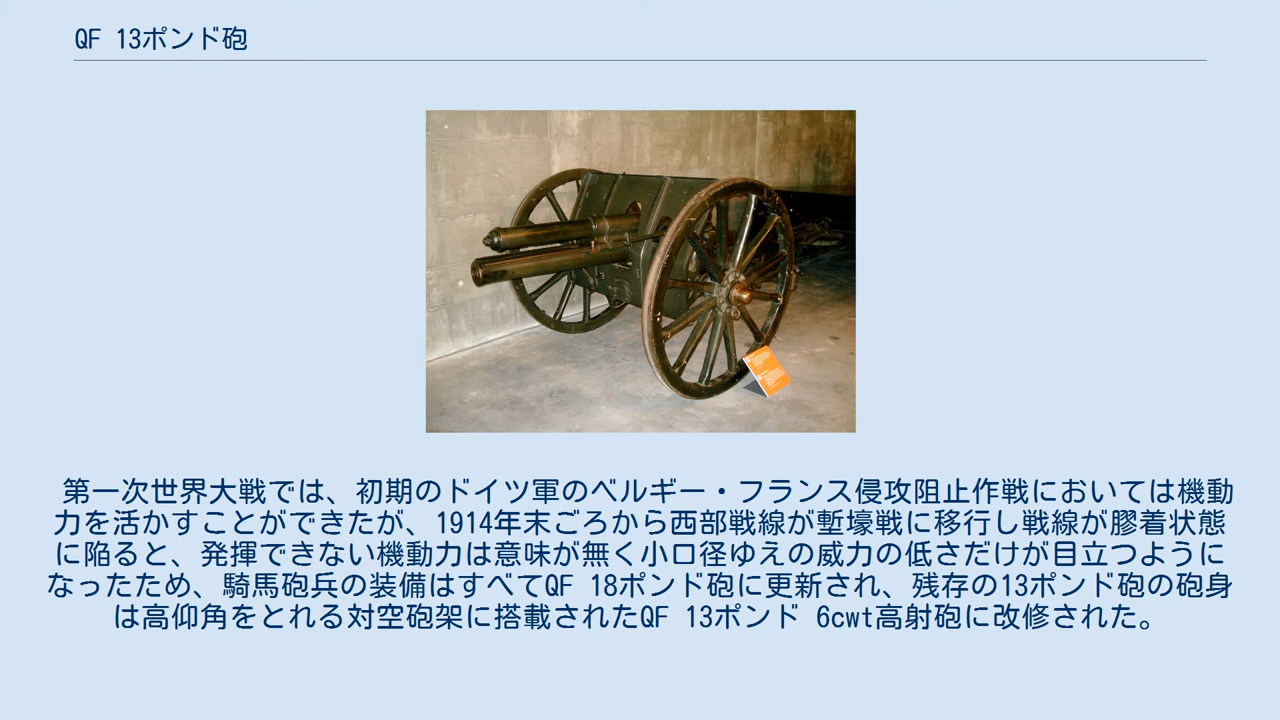 QF 13ポンド砲
第一次世界大戦では、初期のドイツ軍のベルギー・フランス侵攻阻止作戦においては機動
力を活かすことができたが、1914年末ごろから西部戦線が塹壕戦に移行し戦線が膠着状態
に陥ると、発揮できない機動力は意味が無く小口径ゆえの威力の低さだけが目立つように
なったため、騎馬砲兵の装備はすべてQF 18ポンド砲に更新され、残存の13ポンド砲の砲身
は高仰角をとれる対空砲架に搭載されたQF 13ポンド 6cwt高射砲に改修された。